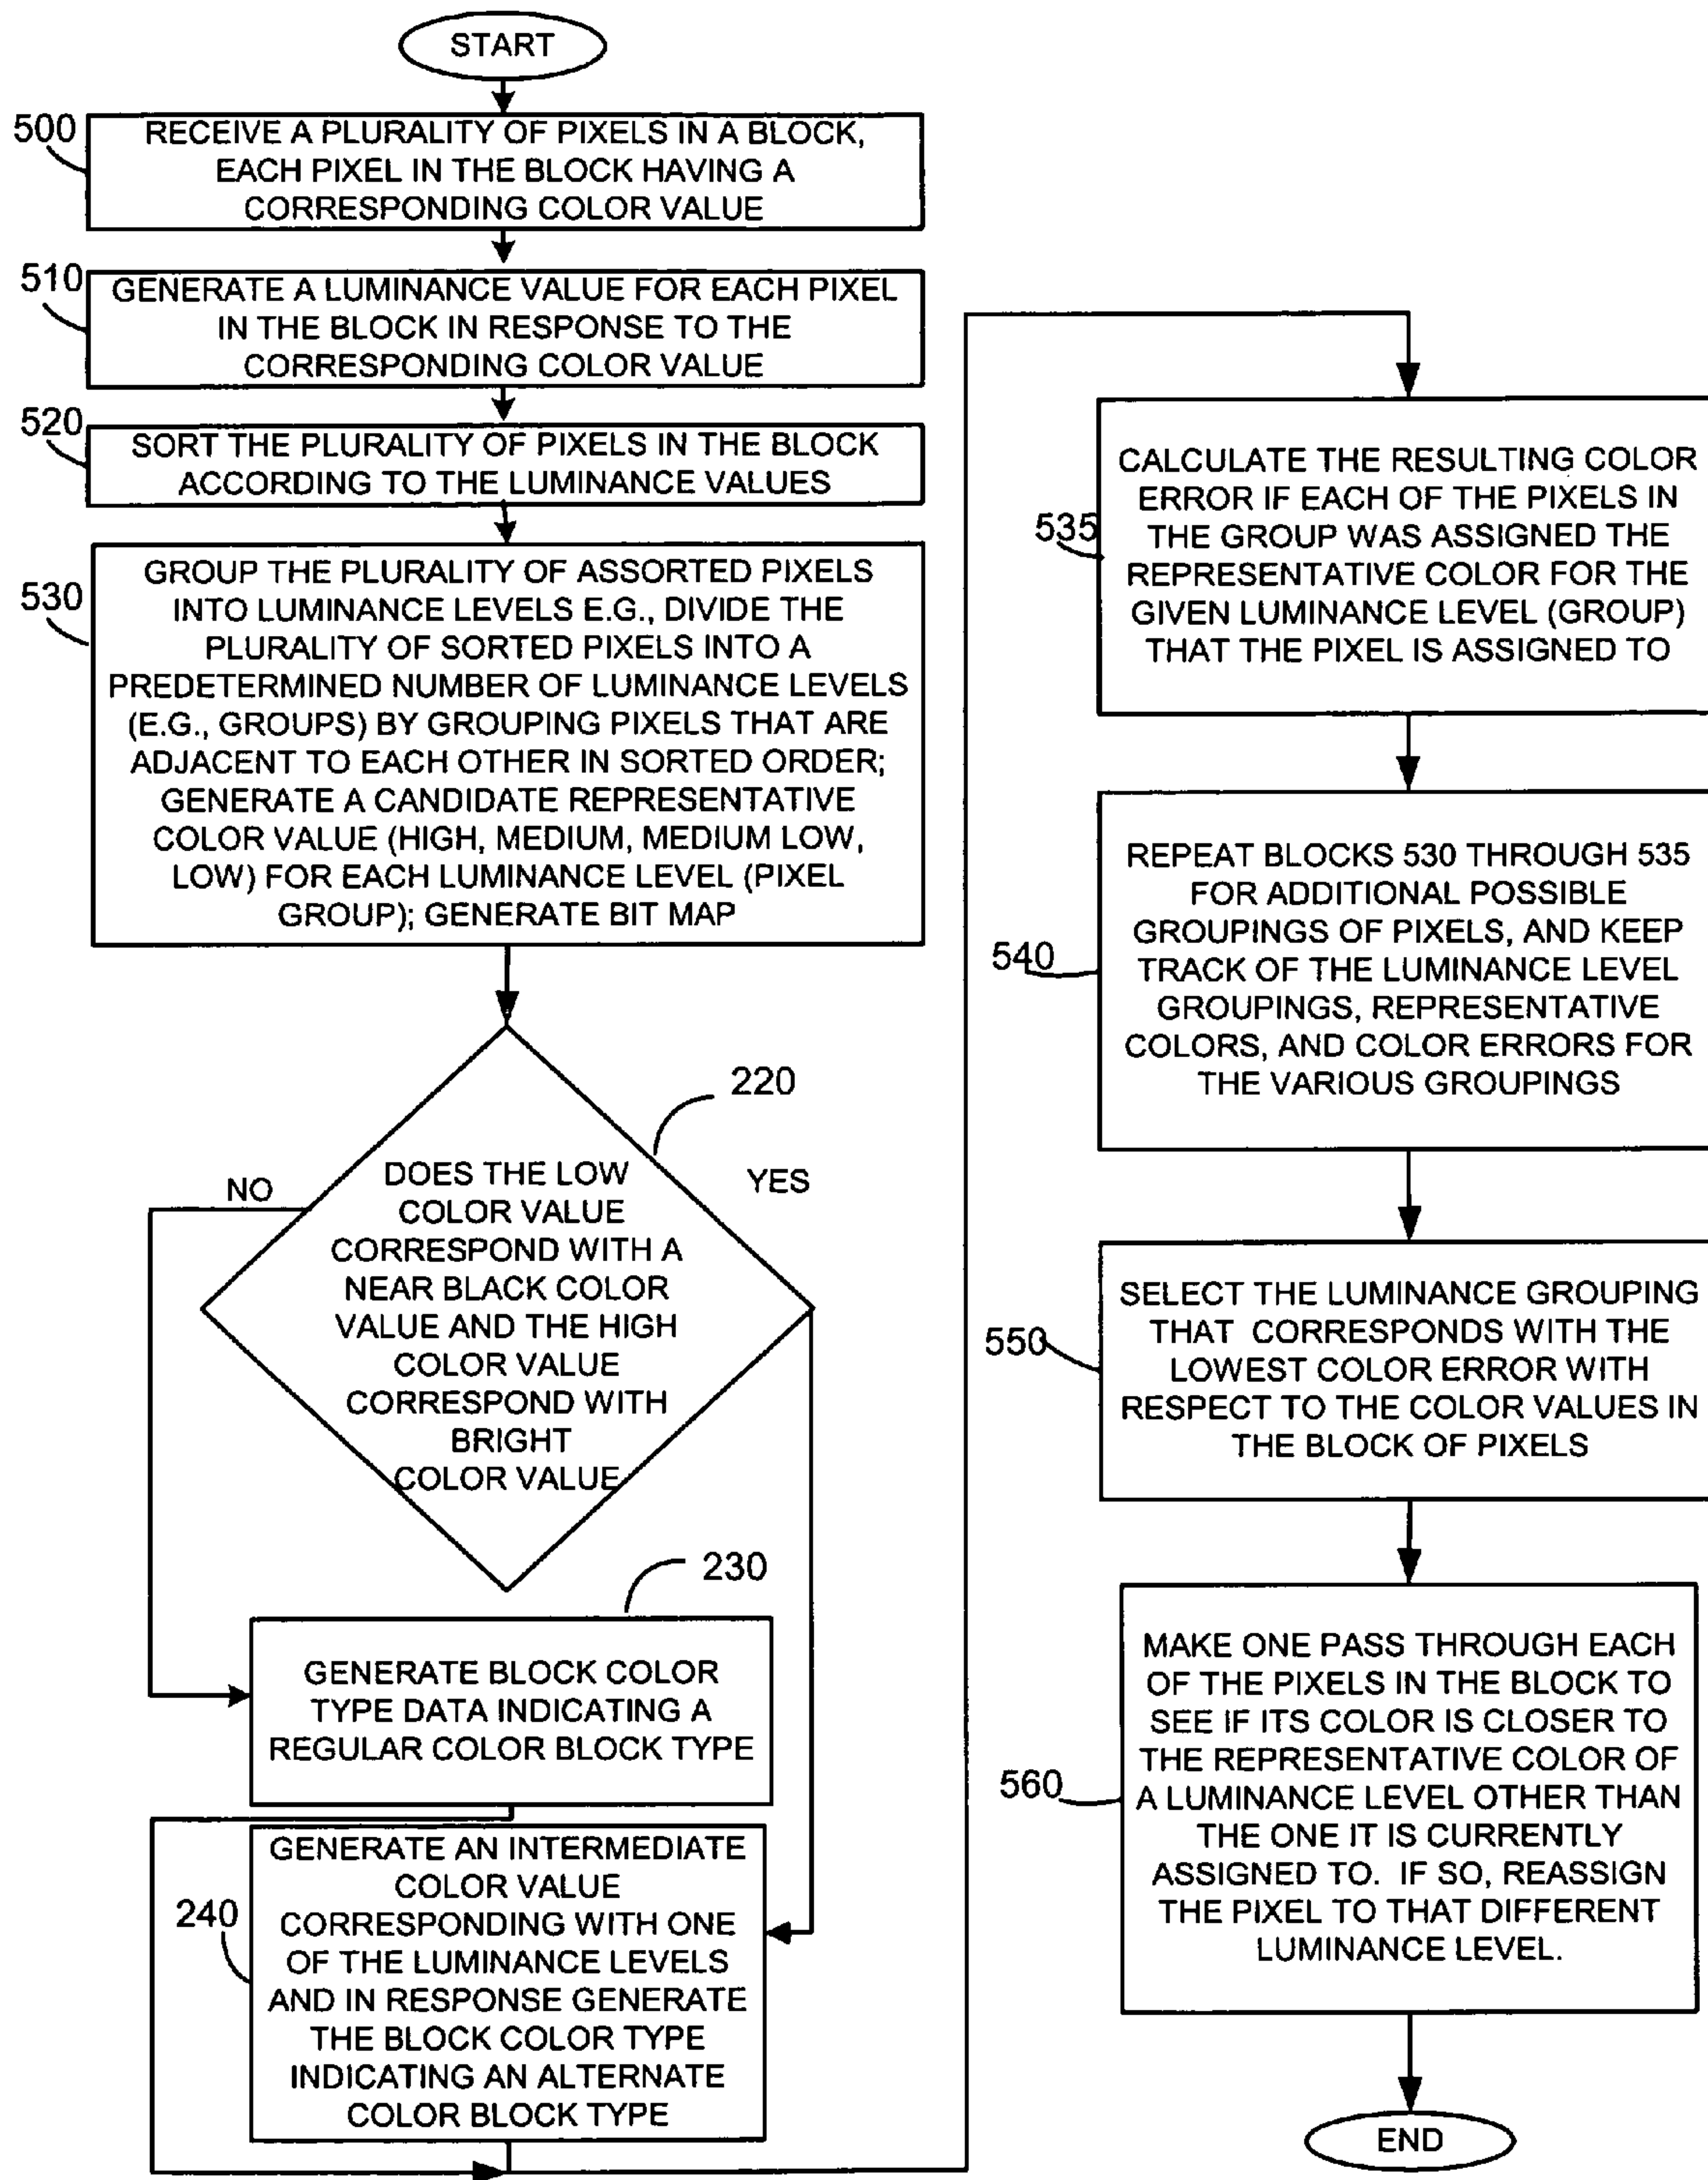 START
500
RECEIVE A PLURALITY OF PIXELS IN A BLOCK,
EACH PIXEL IN THE BLOCK HAVING A
CORRESPONDING COLOR VALUE
510
GENERATE A LUMINANCE VALUE FOR EACH PIXEL
IN THE BLOCK IN RESPONSE TO THE
CORRESPONDING COLOR VALUE
520
SORT THE PLURALITY OF PIXELS IN THE BLOCK
ACCORDING TO THE LUMINANCE VALUES
530
GROUP THE PLURALITY OF ASSORTED PIXELS
INTO LUMINANCE LEVELS E.G., DIVIDE THE
PLURALITY OF SORTED PIXELS INTO A
PREDETERMINED NUMBER OF LUMINANCE LEVELS
(E.G., GROUPS) BY GROUPING PIXELS THAT ARE
ADJACENT TO EACH OTHER IN SORTED ORDER;
GENERATE A CANDIDATE REPRESENTATIVE
COLOR VALUE (HIGH, MEDIUM, MEDIUM LOW,
LOW) FOR EACH LUMINANCE LEVEL (PIXEL
GROUP); GENERATE BIT MAP
220
NO
YES
DOES THE LOW
COLOR VALUE
CORRESPOND WITH A
NEAR BLACK COLOR
VALUE AND THE HIGH
COLOR VALUE
CORRESPOND WITH
BRIGHT
COLOR VALUE
230
GENERATE BLOCK COLOR
TYPE DATA INDICATING A
REGULAR COLOR BLOCK TYPE
240
GENERATE AN INTERMEDIATE
COLOR VALUE
CORRESPONDING WITH ONE
OF THE LUMINANCE LEVELS
AND IN RESPONSE GENERATE
THE BLOCK COLOR TYPE
INDICATING AN ALTERNATE
COLOR BLOCK TYPE
535
CALCULATE THE RESULTING COLOR
ERROR IF EACH OF THE PIXELS IN
THE GROUP WAS ASSIGNED THE
REPRESENTATIVE COLOR FOR THE
GIVEN LUMINANCE LEVEL (GROUP)
THAT THE PIXEL IS ASSIGNED TO
540
REPEAT BLOCKS 530 THROUGH 535
FOR ADDITIONAL POSSIBLE
GROUPINGS OF PIXELS, AND KEEP
TRACK OF THE LUMINANCE LEVEL
GROUPINGS, REPRESENTATIVE
COLORS, AND COLOR ERRORS FOR
THE VARIOUS GROUPINGS
550
SELECT THE LUMINANCE GROUPING
THAT CORRESPONDS WITH THE
LOWEST COLOR ERROR WITH
RESPECT TO THE COLOR VALUES IN
THE BLOCK OF PIXELS
560
MAKE ONE PASS THROUGH EACH
OF THE PIXELS IN THE BLOCK TO
SEE IF ITS COLOR IS CLOSER TO
THE REPRESENTATIVE COLOR OF
A LUMINANCE LEVEL OTHER THAN
THE ONE IT IS CURRENTLY
ASSIGNED TO. IF SO, REASSIGN
THE PIXEL TO THAT DIFFERENT
LUMINANCE LEVEL.
END